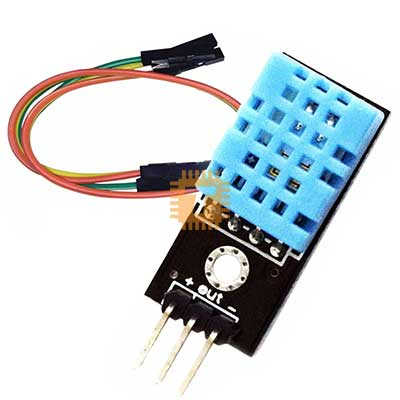 + out -